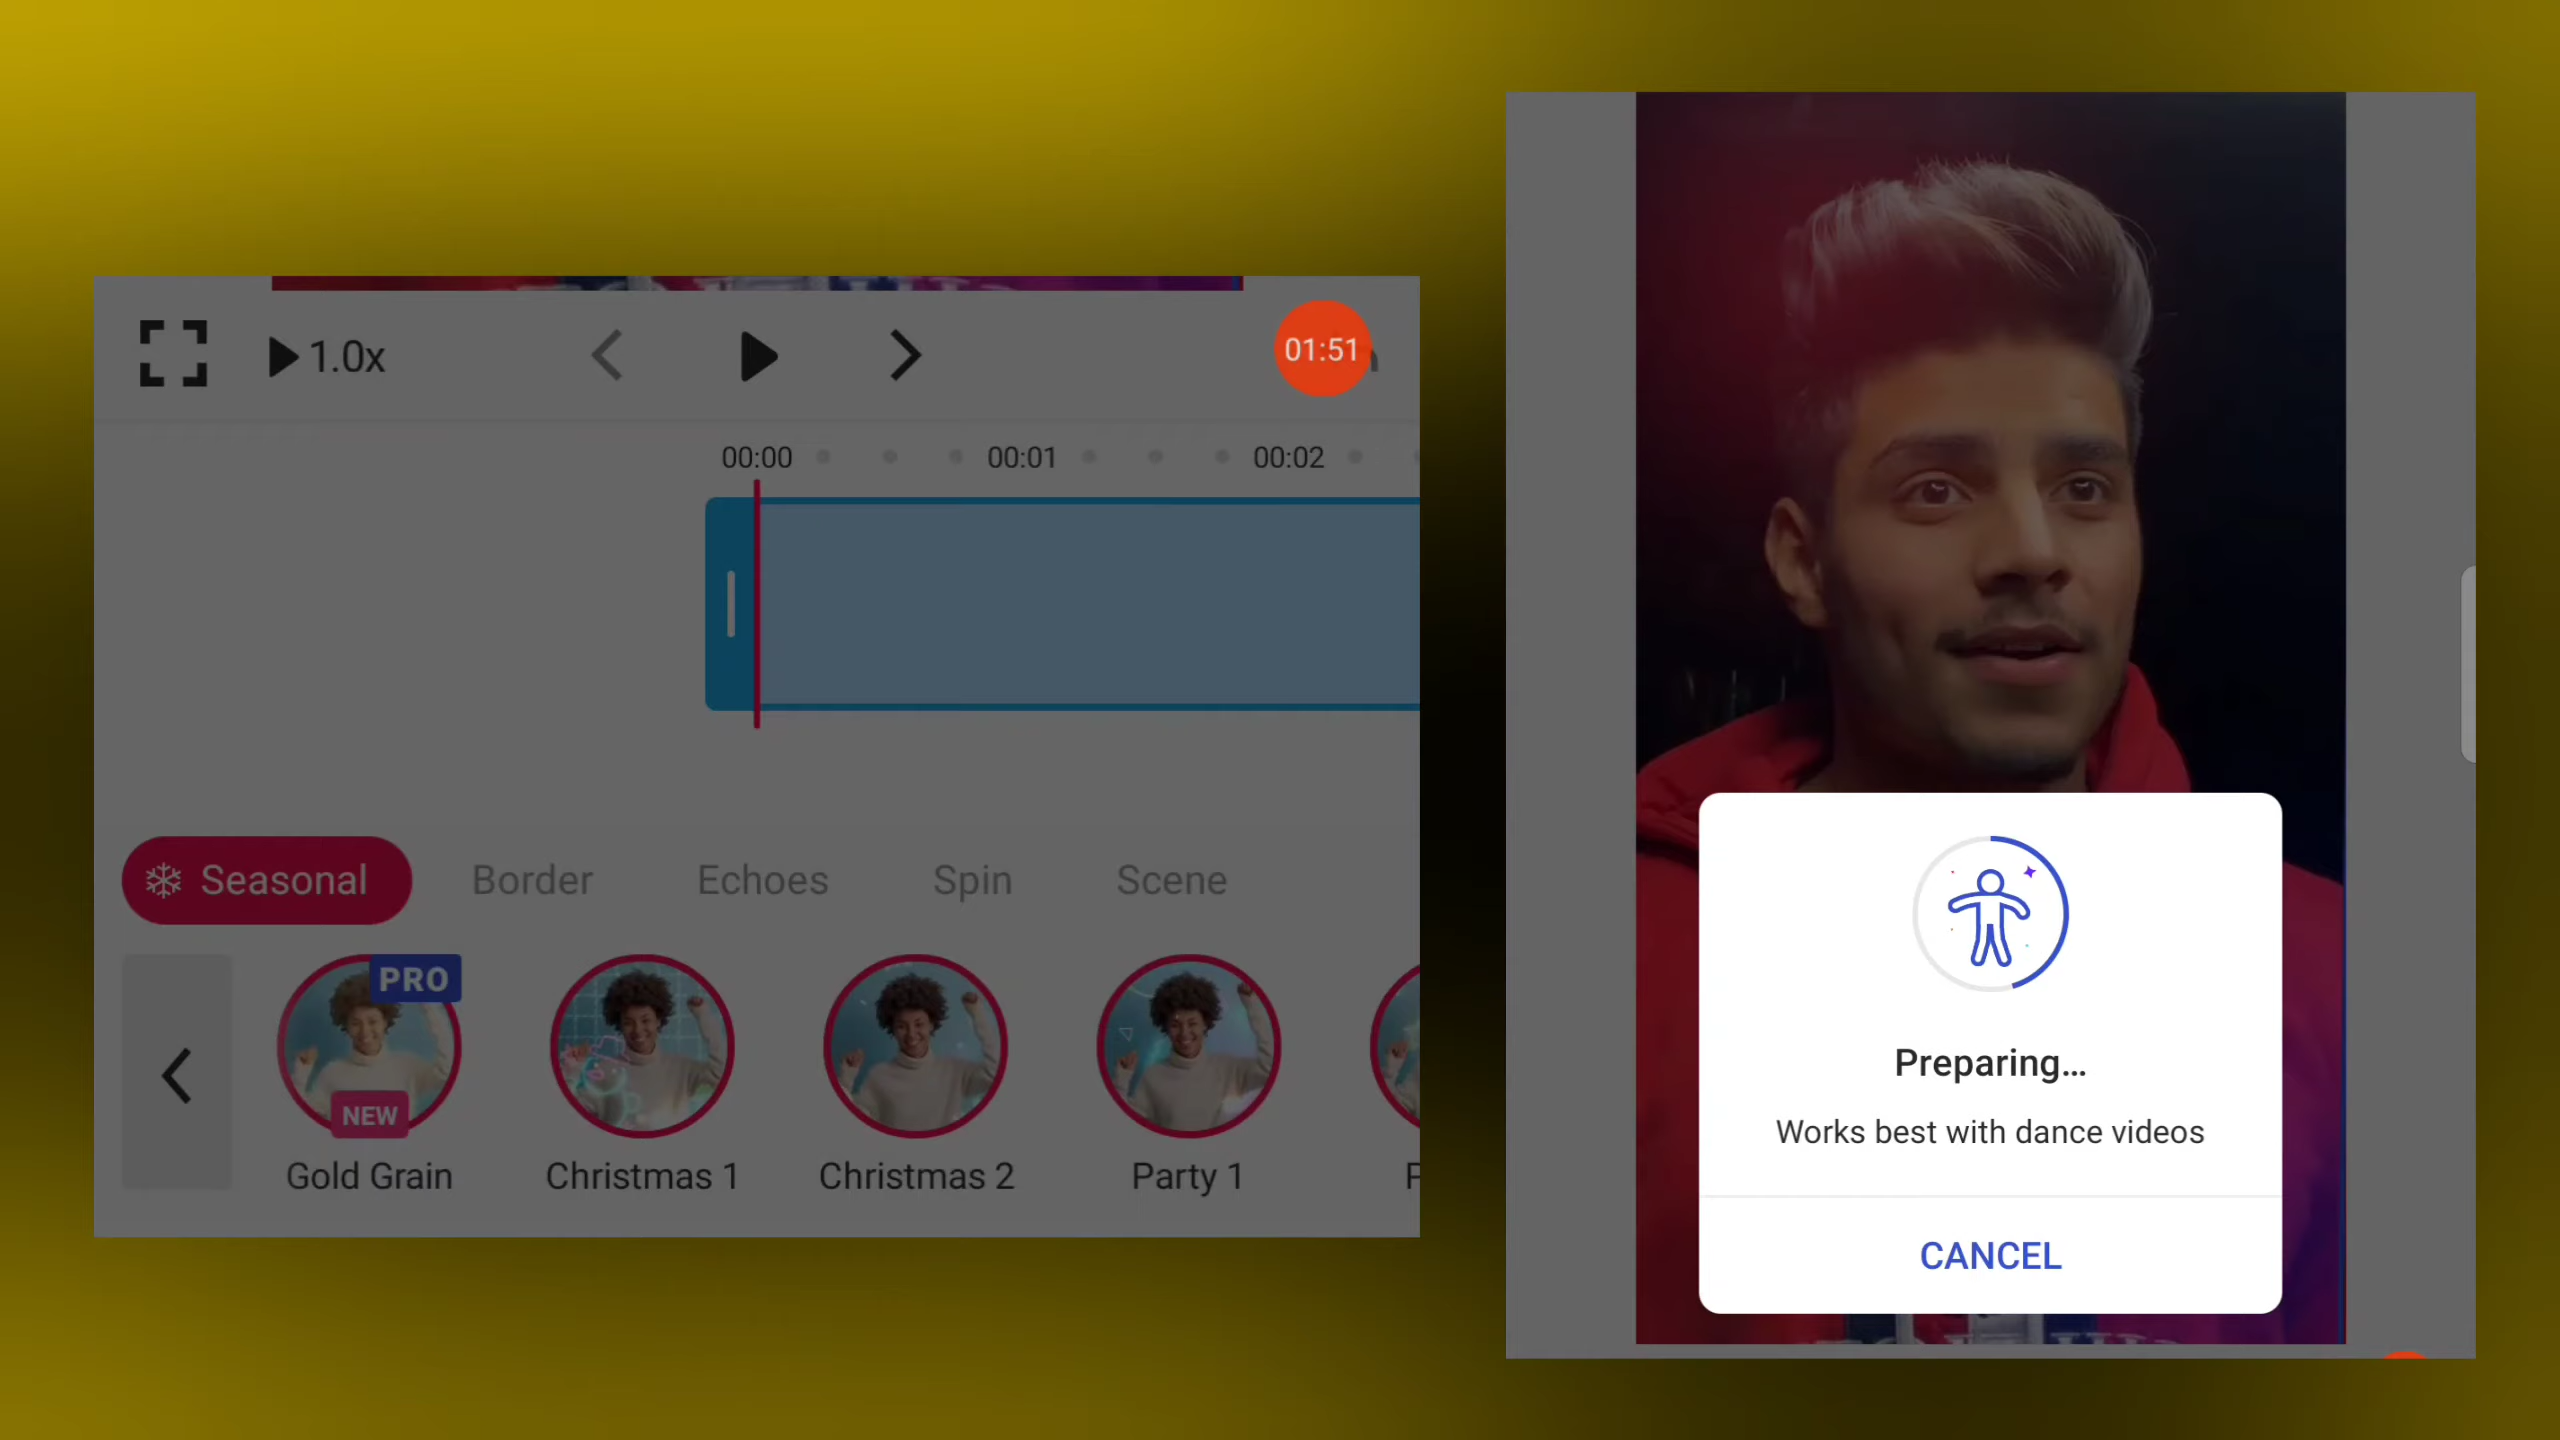 1.0x
01:51
00:00
00:01
00:02
Seasonal
Border
Echoes
Spin
Scene
PRO
NEW
Gold Grain
Christmas 1
Christmas 2
Party 1
P
Preparing...
Works best with dance videos
CANCEL